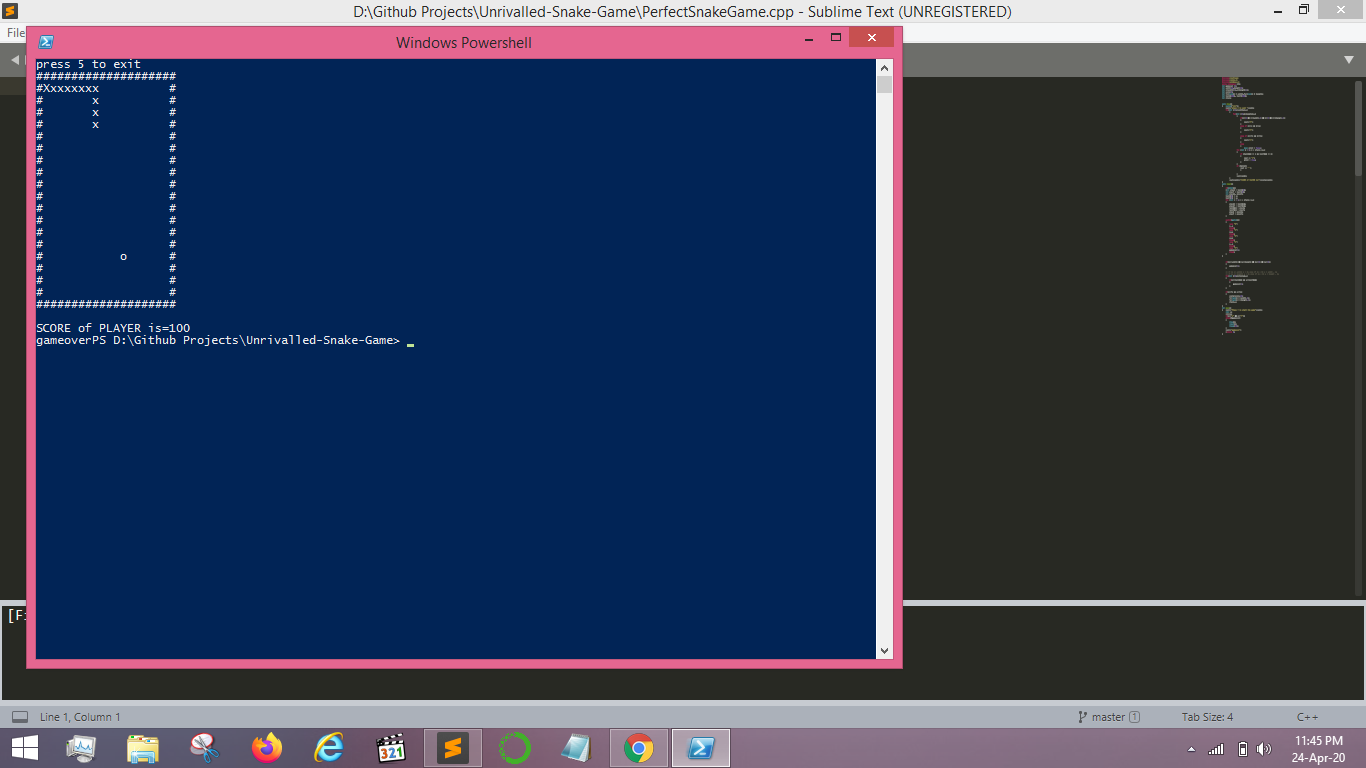 D:\Github Projects\Unrivalled-Snake-Game\PerfectSnakeGame.cpp - Sublime Text (UNREGISTERED)
File
Windows Powershell
press 5 to exit
####################
#Xxxxxxxx          #
#       x          #
#       x          #
#       x          #
#                  #
#                  #
#                  #
#                  #
#                  #
#                  #
#                  #
#                  #
#                  #
#                  #
#           o      #
#                  #
#                  #
#                  #
####################
SCORE of PLAYER is=100
gameoverPS D:\Github Projects\Unrivalled-Snake-Game> _
Line 1, Column 1
master 1
Tab Size: 4
C++
321
11:45 PM
24-Apr-20